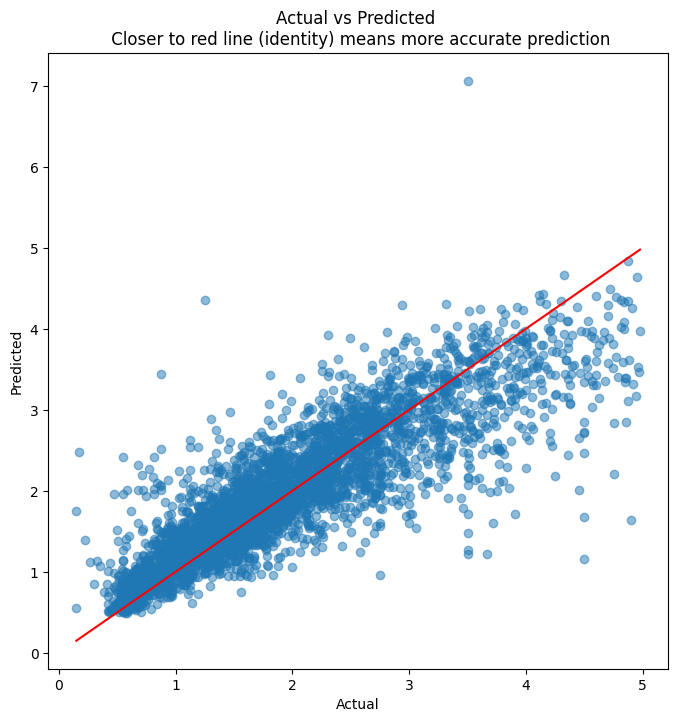 Actual vs Predicted
Closer to red line (identity) means more accurate prediction
7
6
5
4
3
2
1
0
Predicted
0 1 2 3 4 5
Actual